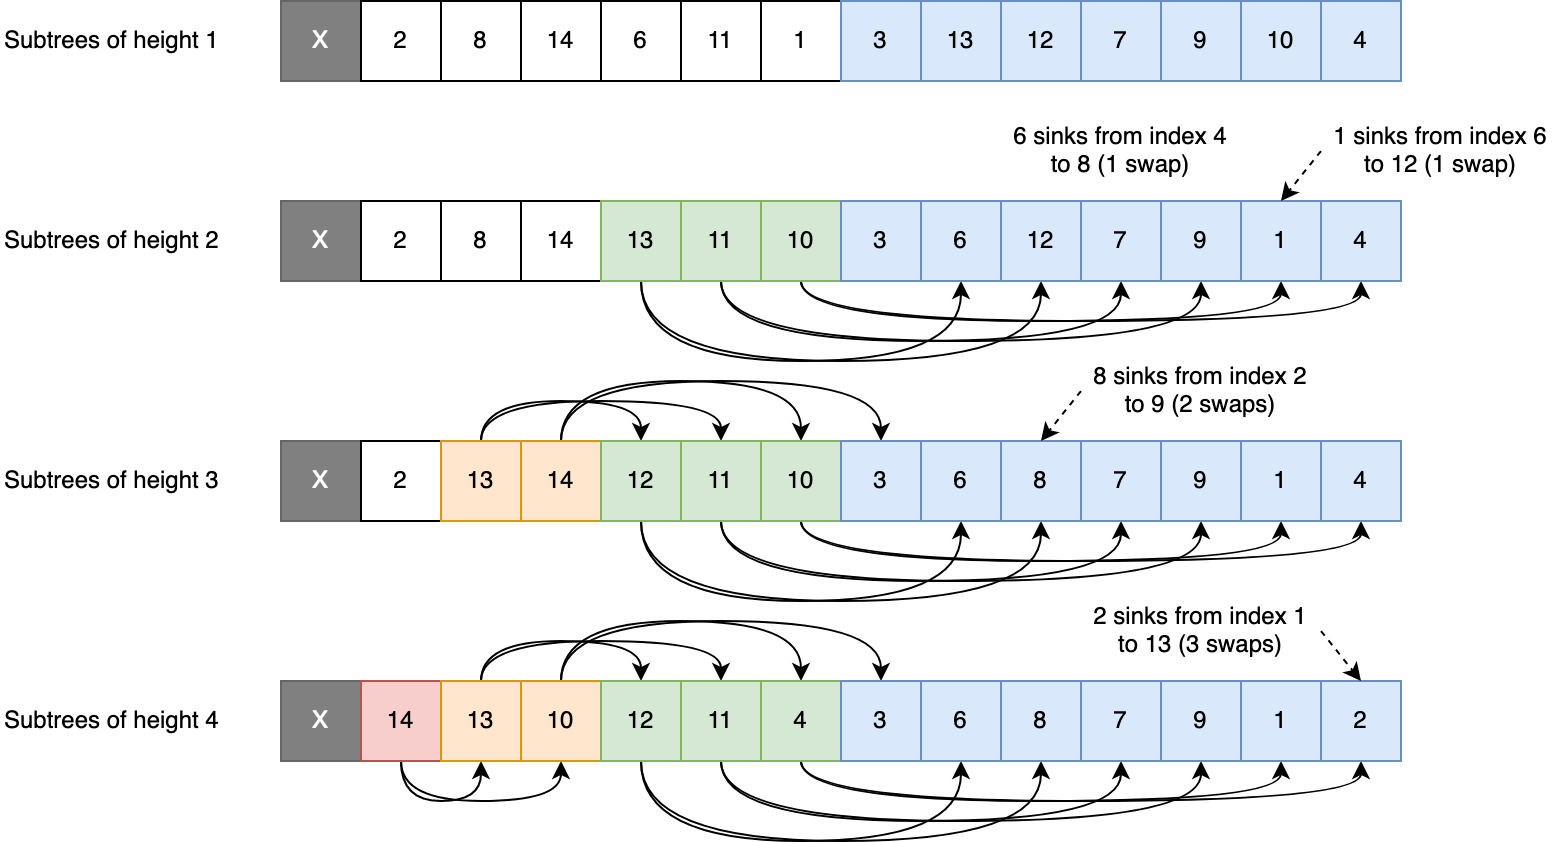 Subtrees of height 1
X 2 8 14 6 11 1 3 13 12 7 9 10 4
6 sinks from index 4
to 8 (1 swap)
1 sinks from index 6
to 12 (1 swap)
Subtrees of height 2
X 2 8 14 13 11 10 3 6 12 7 9 1 4
8 sinks from index 2
to 9 (2 swaps)
Subtrees of height 3
X 2 13 14 12 11 10 3 6 8 7 9 1 4
2 sinks from index 1
to 13 (3 swaps)
Subtrees of height 4
X 14 13 10 12 11 4 3 6 8 7 9 1 2